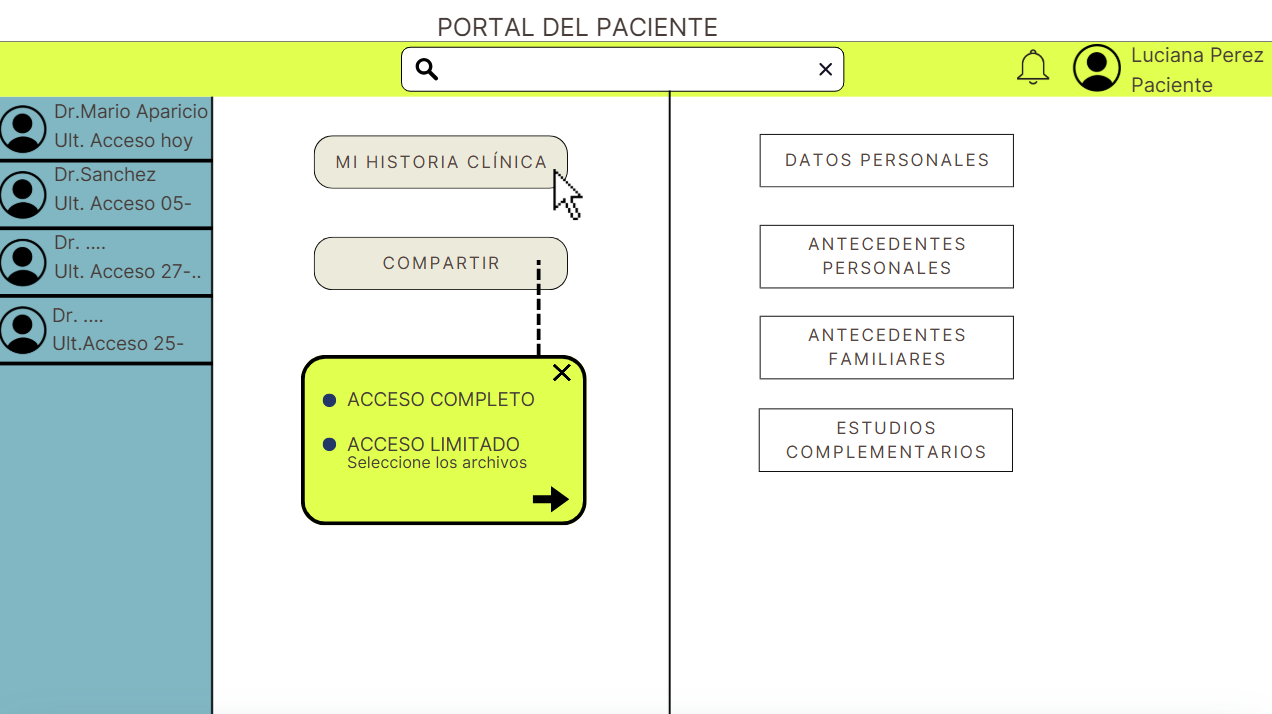 PORTAL DEL PACIENTE
Luciana Perez
Paciente
Dr.Mario Aparicio
Ult. Acceso hoy
Dr.Sanchez
Ult. Acceso 05-
Dr. ....
Ult. Acceso 27-..
Dr. ....
Ult.Acceso 25-
MI HISTORIA CLÍNICA
COMPARTIR
ACCESO COMPLETO
ACCESO LIMITADO
Seleccione los archivos
DATOS PERSONALES
ANTECEDENTES
PERSONALES
ANTECEDENTES
FAMILIARES
ESTUDIOS
COMPLEMENTARIOS